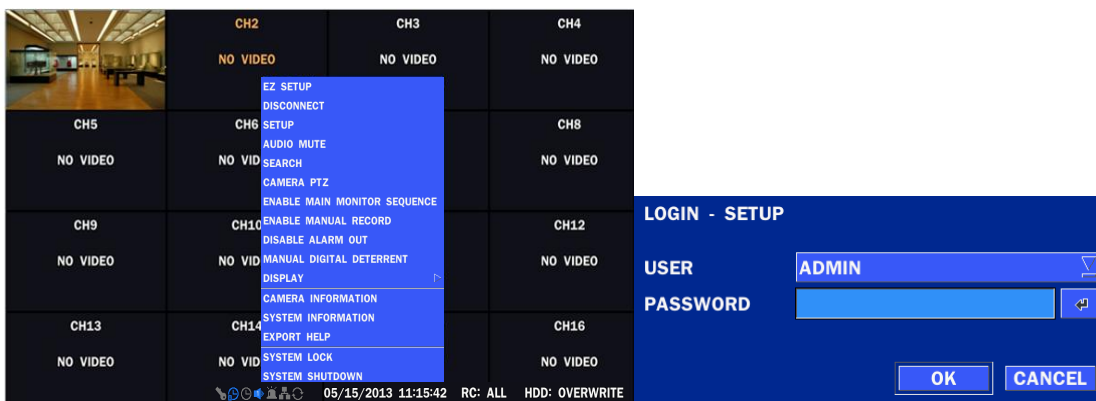 CH2 CH3 CH4
NO VIDEO NO VIDEO NO VIDEO
EZ SETUP
DISCONNECT
CH5 CH6 SETUP CH8
AUDIO MUTE
NO VIDEO NO VID SEARCH NO VIDEO
CAMERA PTZ
ENABLE MAIN MONITOR SEQUENCE
CH9 CH10 ENABLE MANUAL RECORD CH12
DISABLE ALARM OUT
NO VIDEO NO VID MANUAL DIGITAL DETERRENT NO VIDEO
DISPLAY
CAMERA INFORMATION
CH13 CH14 SYSTEM INFORMATION CH16
EXPORT HELP
NO VIDEO NO VID SYSTEM LOCK NO VIDEO
SYSTEM SHUTDOWN
05/15/2013 11:15:42 RC: ALL HDD: OVERWRITE
LOGIN - SETUP
USER ADMIN
PASSWORD
OK CANCEL